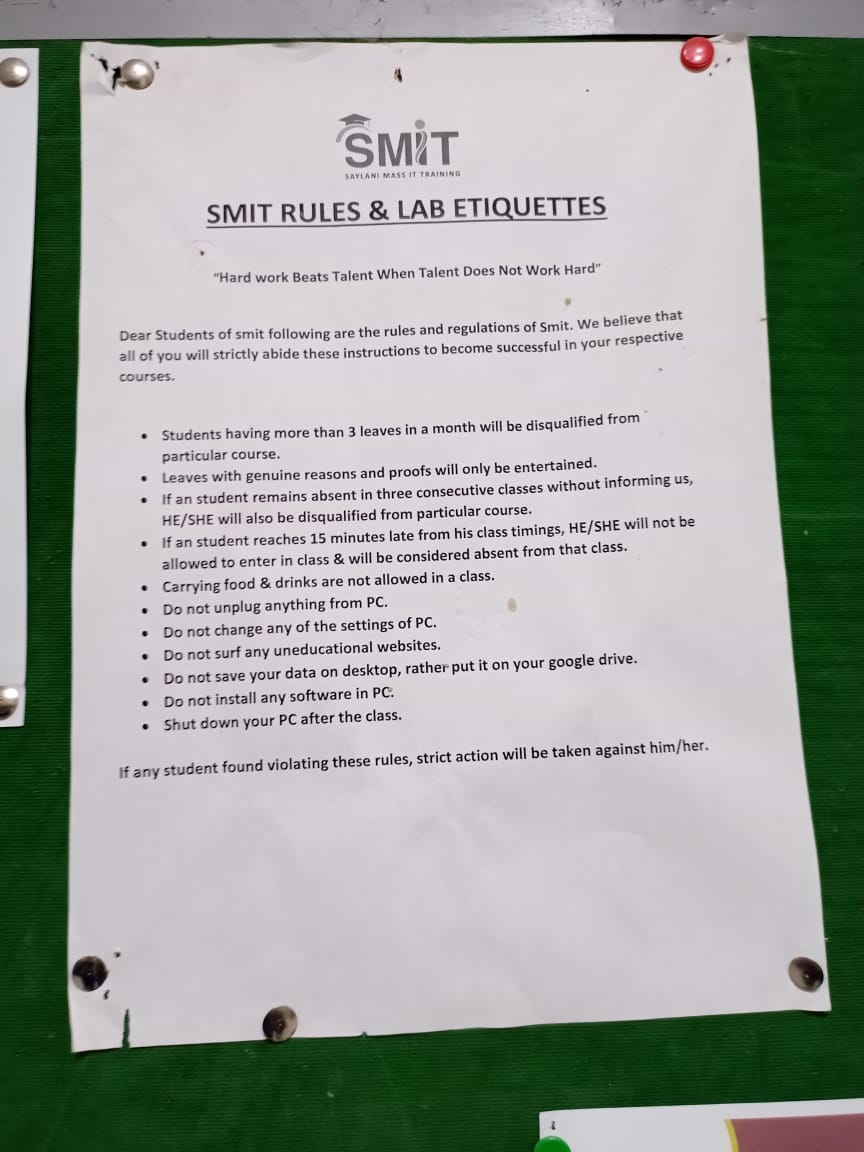 SMIT
SAYLANI MASS IT TRAINING
SMIT RULES & LAB ETIQUETTES
“Hard work Beats Talent When Talent Does Not Work Hard”
Dear Students of smit following are the rules and regulations of Smit. We believe that
all of you will strictly abide these instructions to become successful in your respective
courses.
• Students having more than 3 leaves in a month will be disqualified from
particular course.
• Leaves with genuine reasons and proofs will only be entertained.
• If an student remains absent in three consecutive classes without informing us,
HE/SHE will also be disqualified from particular course.
• If an student reaches 15 minutes late from his class timings, HE/SHE will not be
allowed to enter in class & will be considered absent from that class.
• Carrying food & drinks are not allowed in a class.
• Do not unplug anything from PC.
• Do not change any of the settings of PC.
• Do not surf any uneducational websites.
• Do not save your data on desktop, rather put it on your google drive.
• Do not install any software in PC.
• Shut down your PC after the class.
If any student found violating these rules, strict action will be taken against him/her.